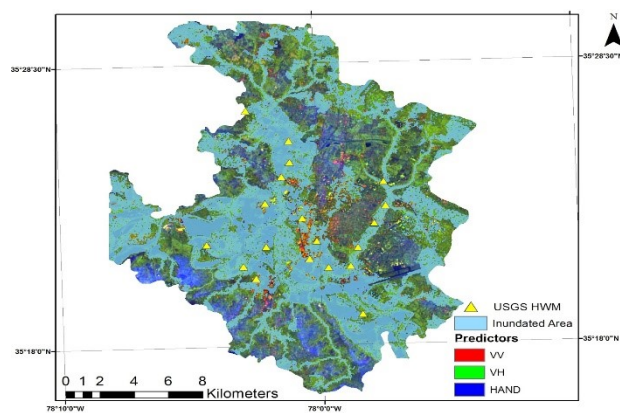 N
35°28'30"N
35°28'30"N
USGS HWM
Inundated Area
Predictors
VV
VH
HAND
35°18'0"N
35°18'0"N
0 1 2 4 6 8
Kilometers
78°10'0"W
78°0'0"W